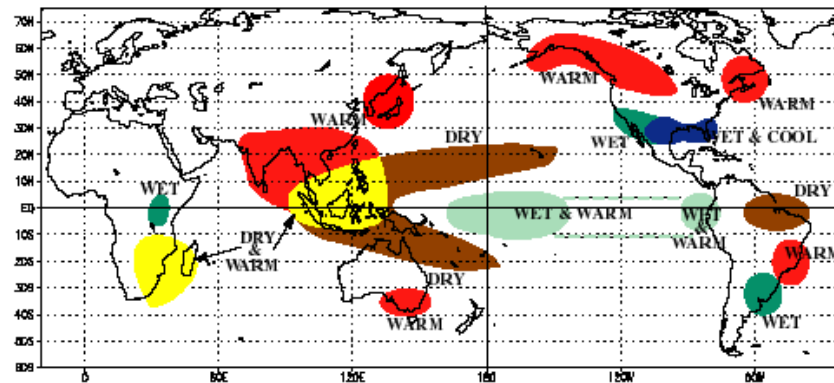 70N
60N
50N
40N
30N
20N
10N
EQ
10S
20S
30S
40S
50S
60S
WARM
WARM
WARM
DRY
WET
WET & COOL
WET
DRY
WET & WARM
WET
&
WARM
DRY
&
WARM
DRY
WARM
WARM
WET
0
60E
120E
180
120W
60W